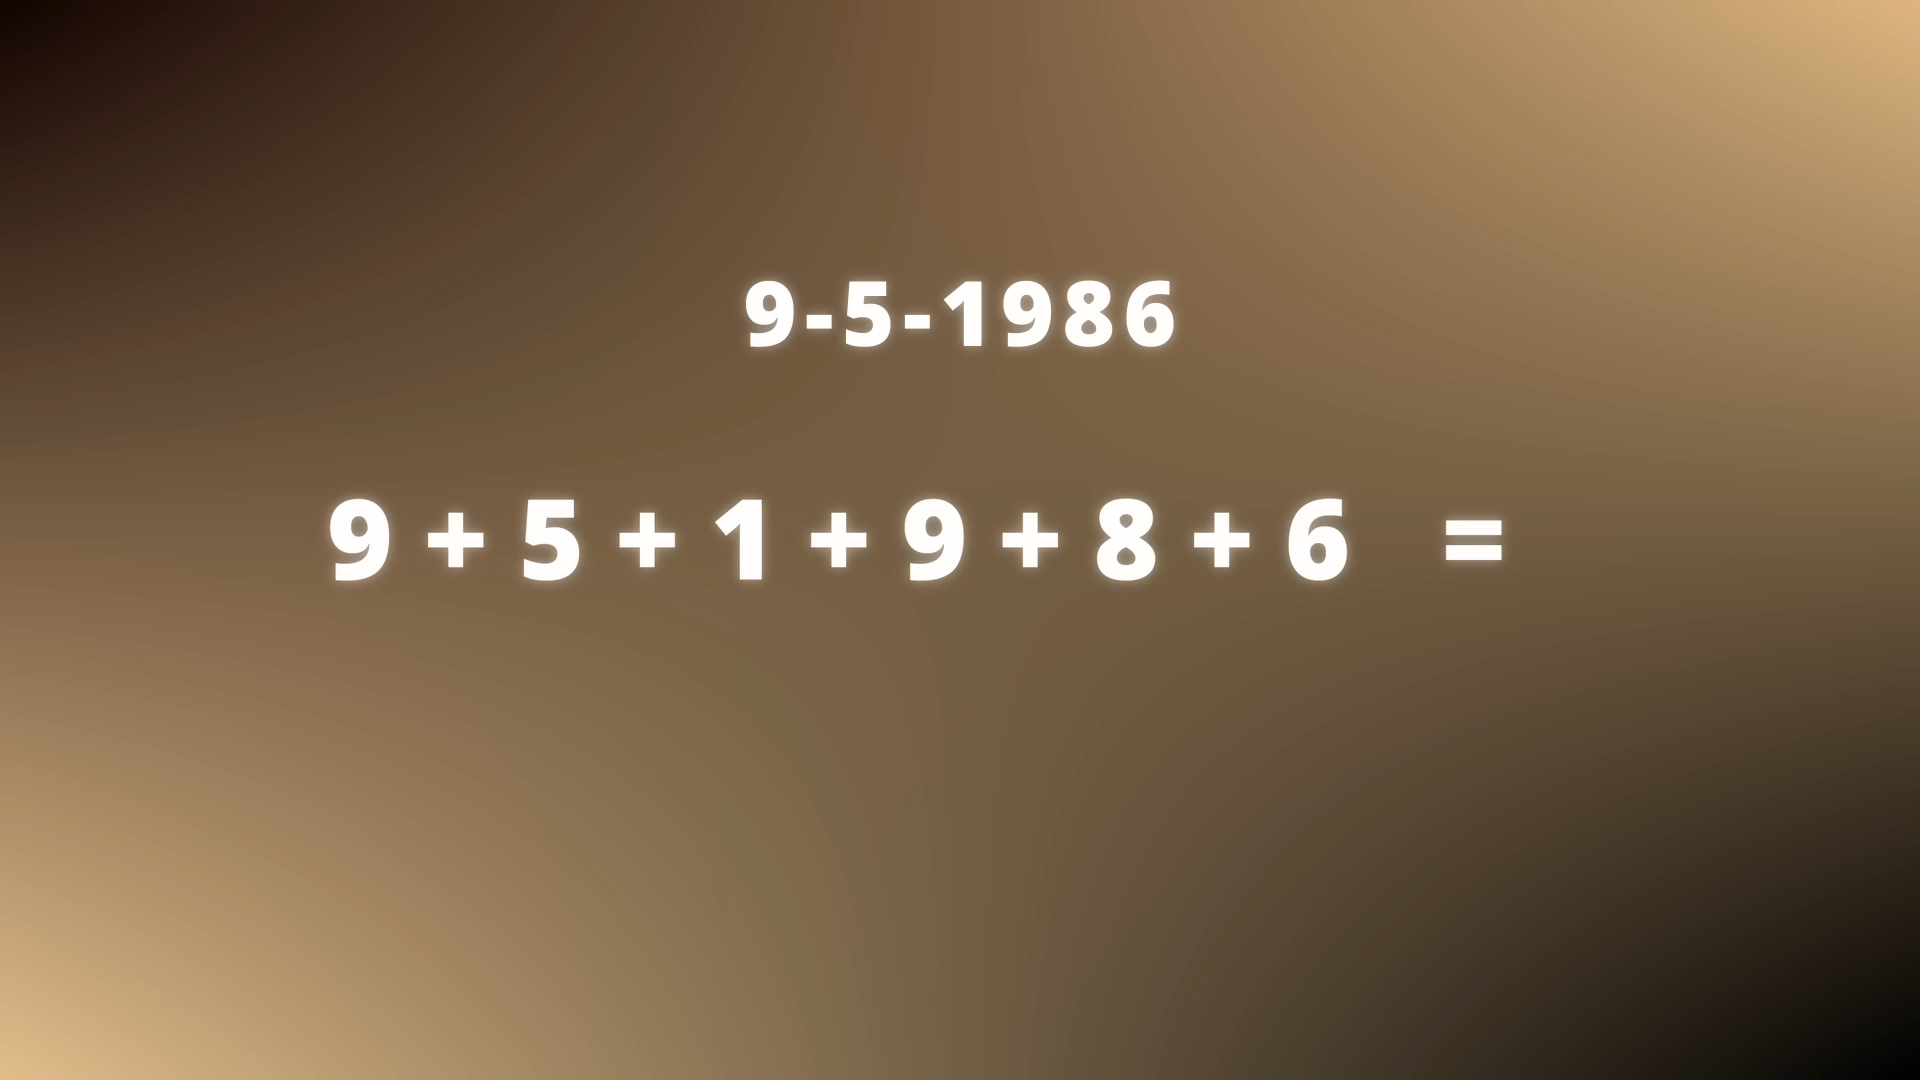 9-5-1986
9 + 5 + 1 + 9 + 8 + 6 =